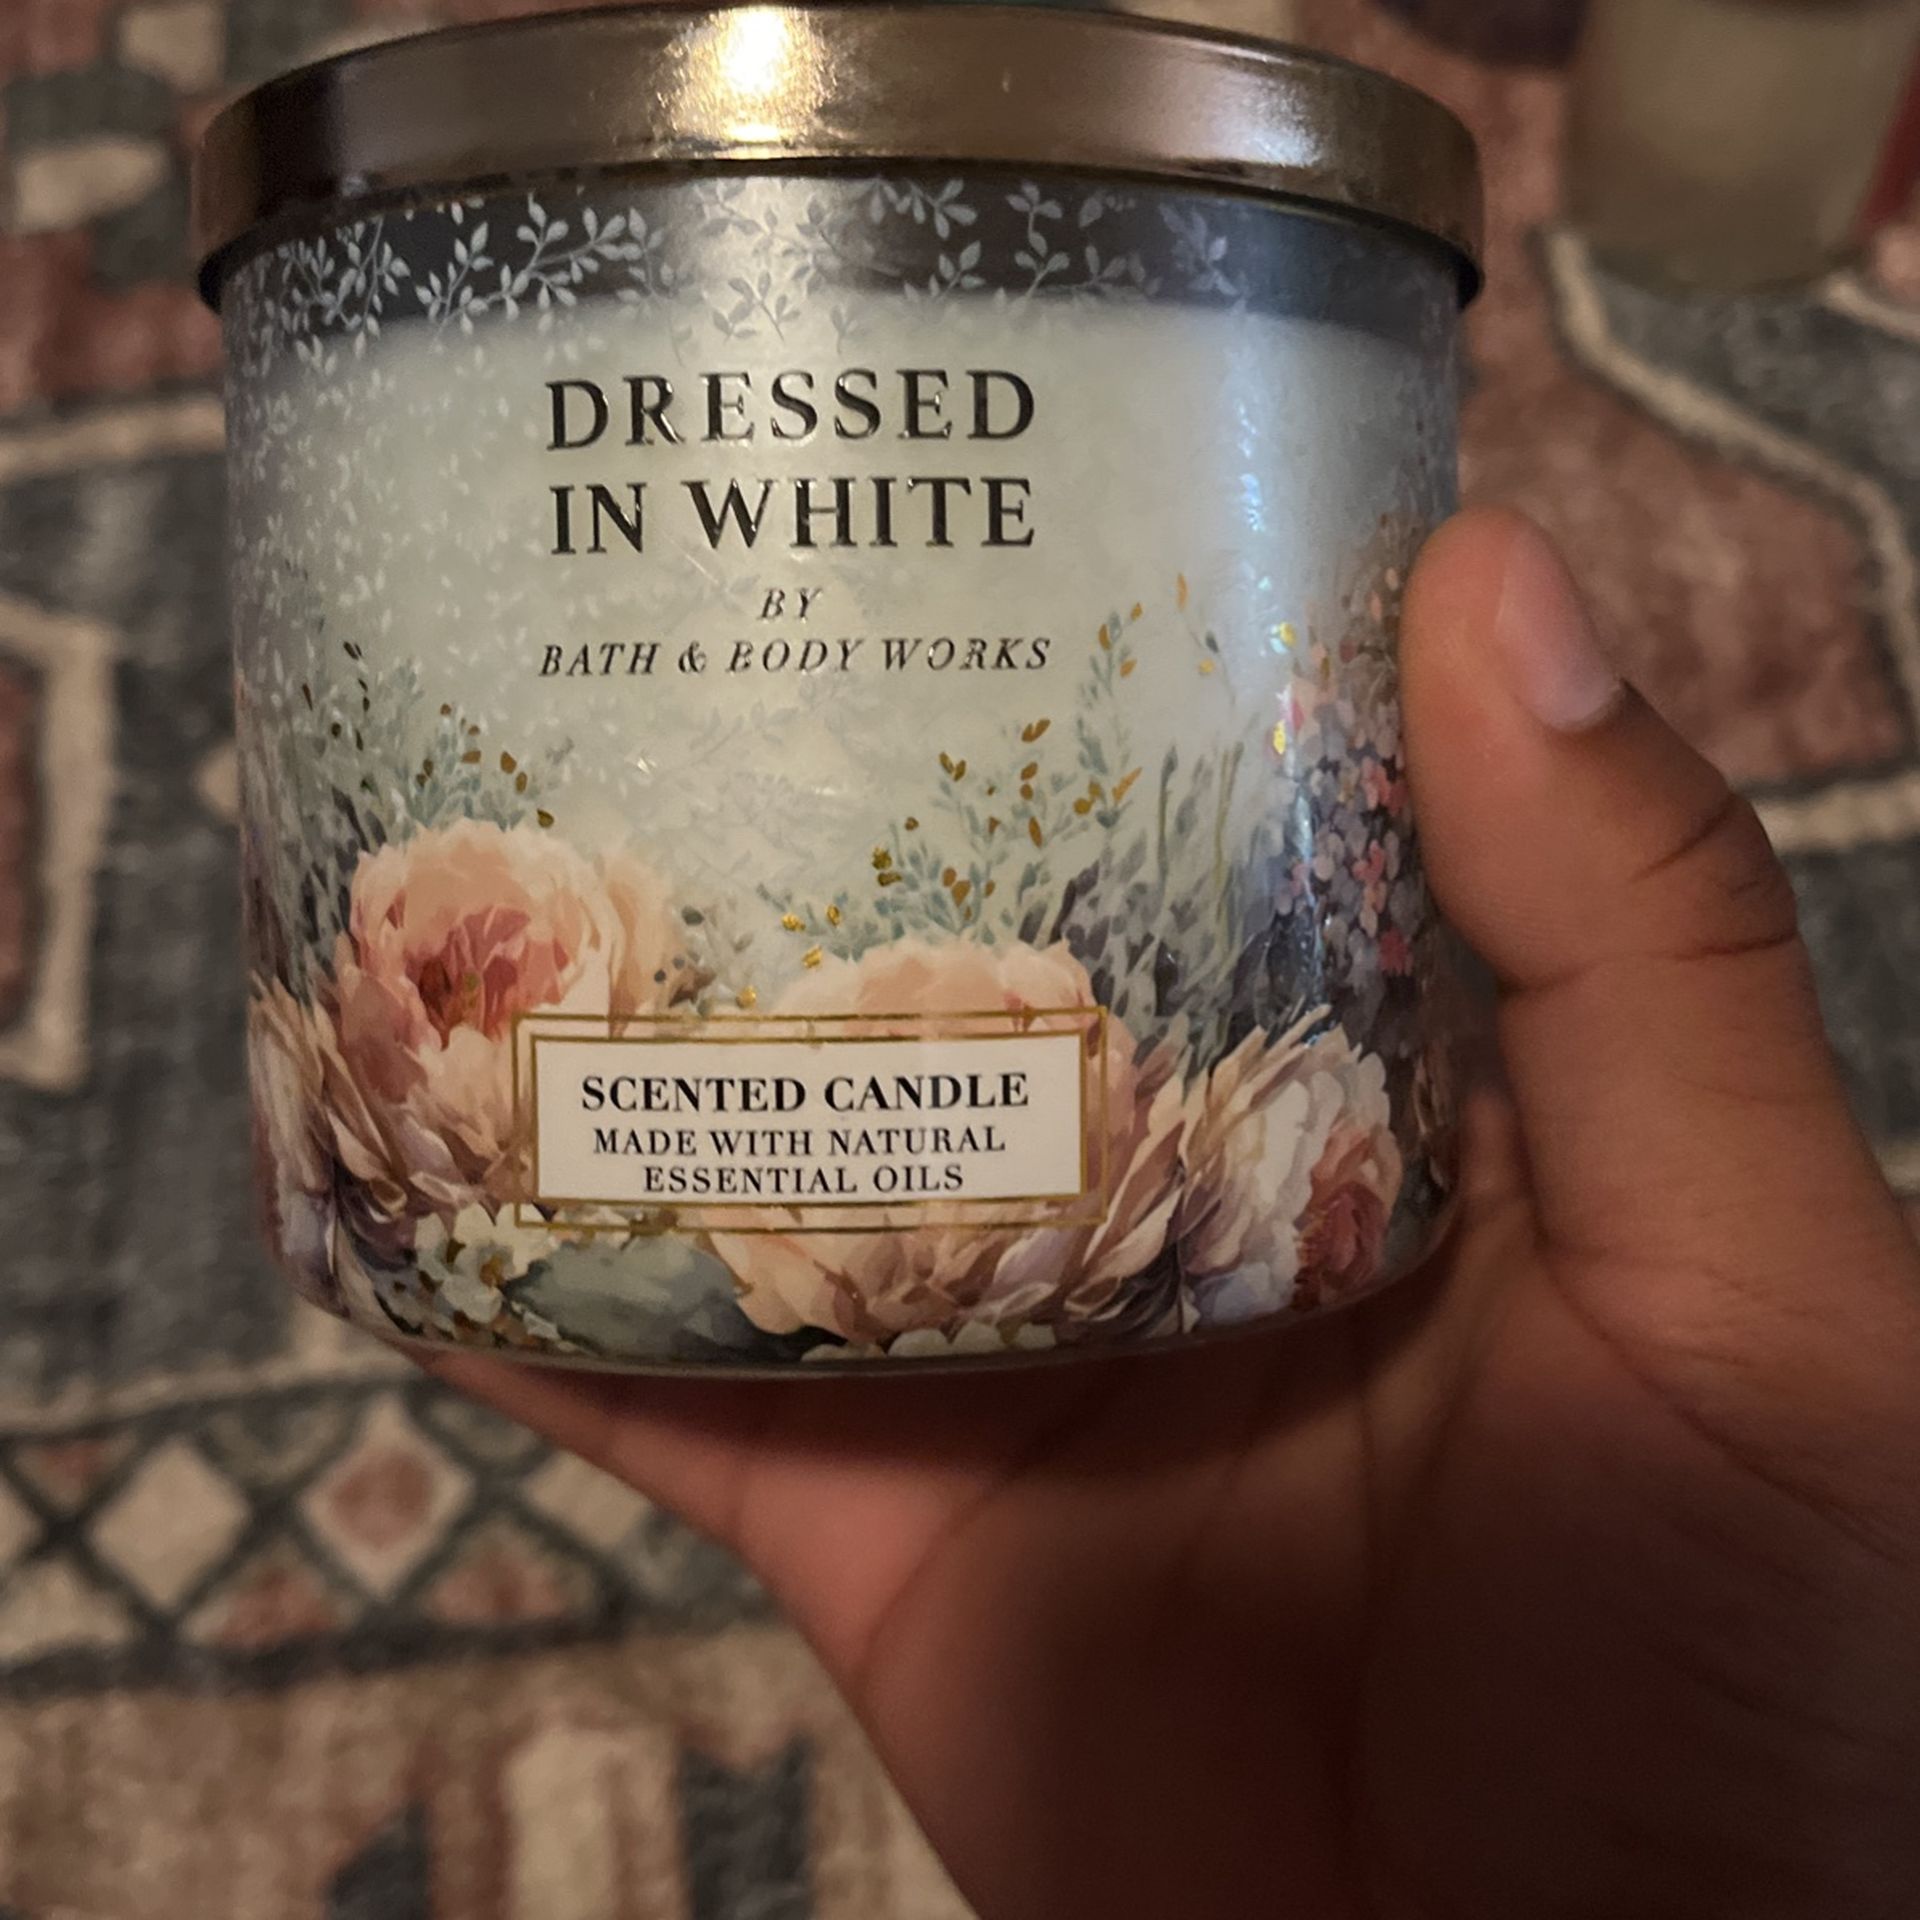 DRESSED
IN WHITE
BY
BATH & BODY WORKS
SCENTED CANDLE
MADE WITH NATURAL
ESSENTIAL OILS